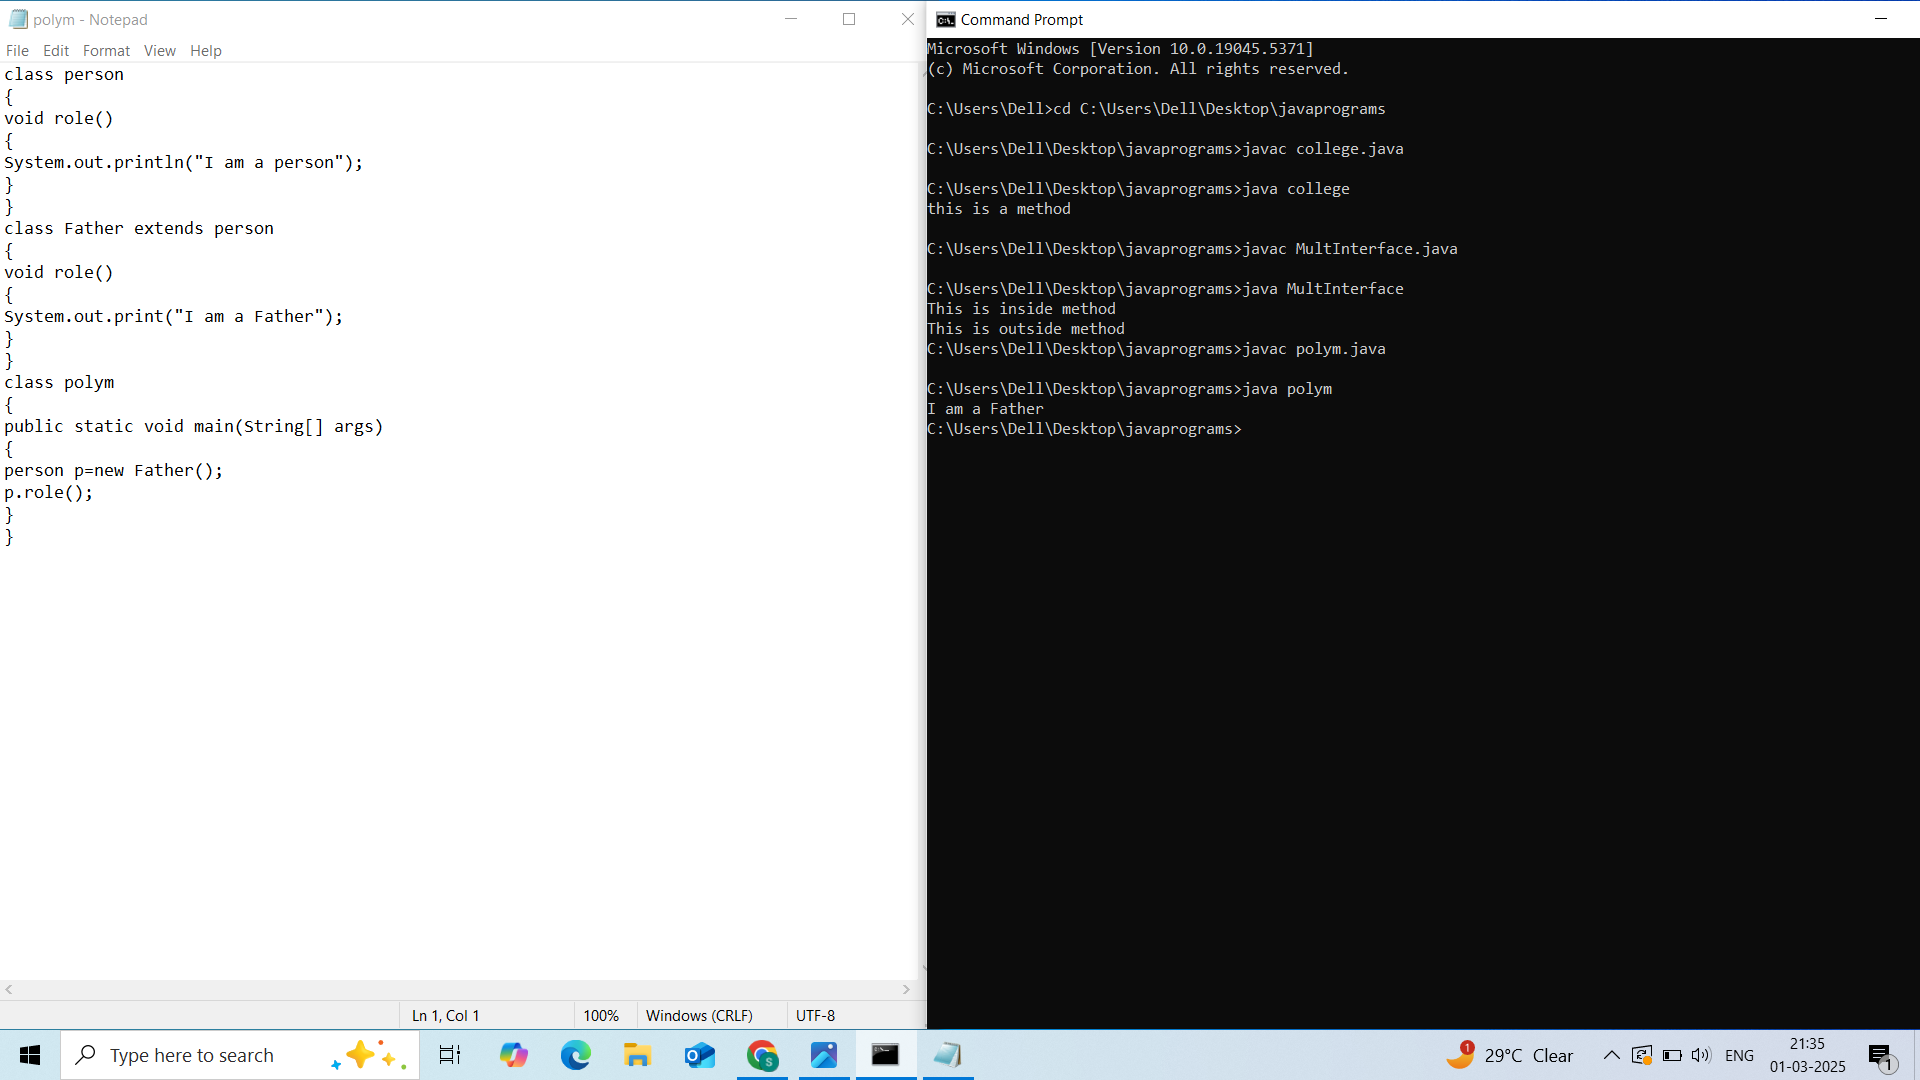 polym - Notepad
File Edit Format View Help
class person
{
void role()
{
System.out.println("I am a person");
}
}
class Father extends person
{
void role()
{
System.out.print("I am a Father");
}
}
class polym
{
public static void main(String[] args)
{
person p=new Father();
p.role();
}
}
Ln 1, Col 1 100% Windows (CRLF) UTF-8
Command Prompt
Microsoft Windows [Version 10.0.19045.5371]
(c) Microsoft Corporation. All rights reserved.
C:\Users\Dell>cd C:\Users\Dell\Desktop\javaprograms
C:\Users\Dell\Desktop\javaprograms>javac college.java
C:\Users\Dell\Desktop\javaprograms>java college
this is a method
C:\Users\Dell\Desktop\javaprograms>javac MultInterface.java
C:\Users\Dell\Desktop\javaprograms>java MultInterface
This is inside method
This is outside method
C:\Users\Dell\Desktop\javaprograms>javac polym.java
C:\Users\Dell\Desktop\javaprograms>java polym
I am a Father
C:\Users\Dell\Desktop\javaprograms>
Type here to search
S
1
29°C Clear
ENG
21:35
01-03-2025
1